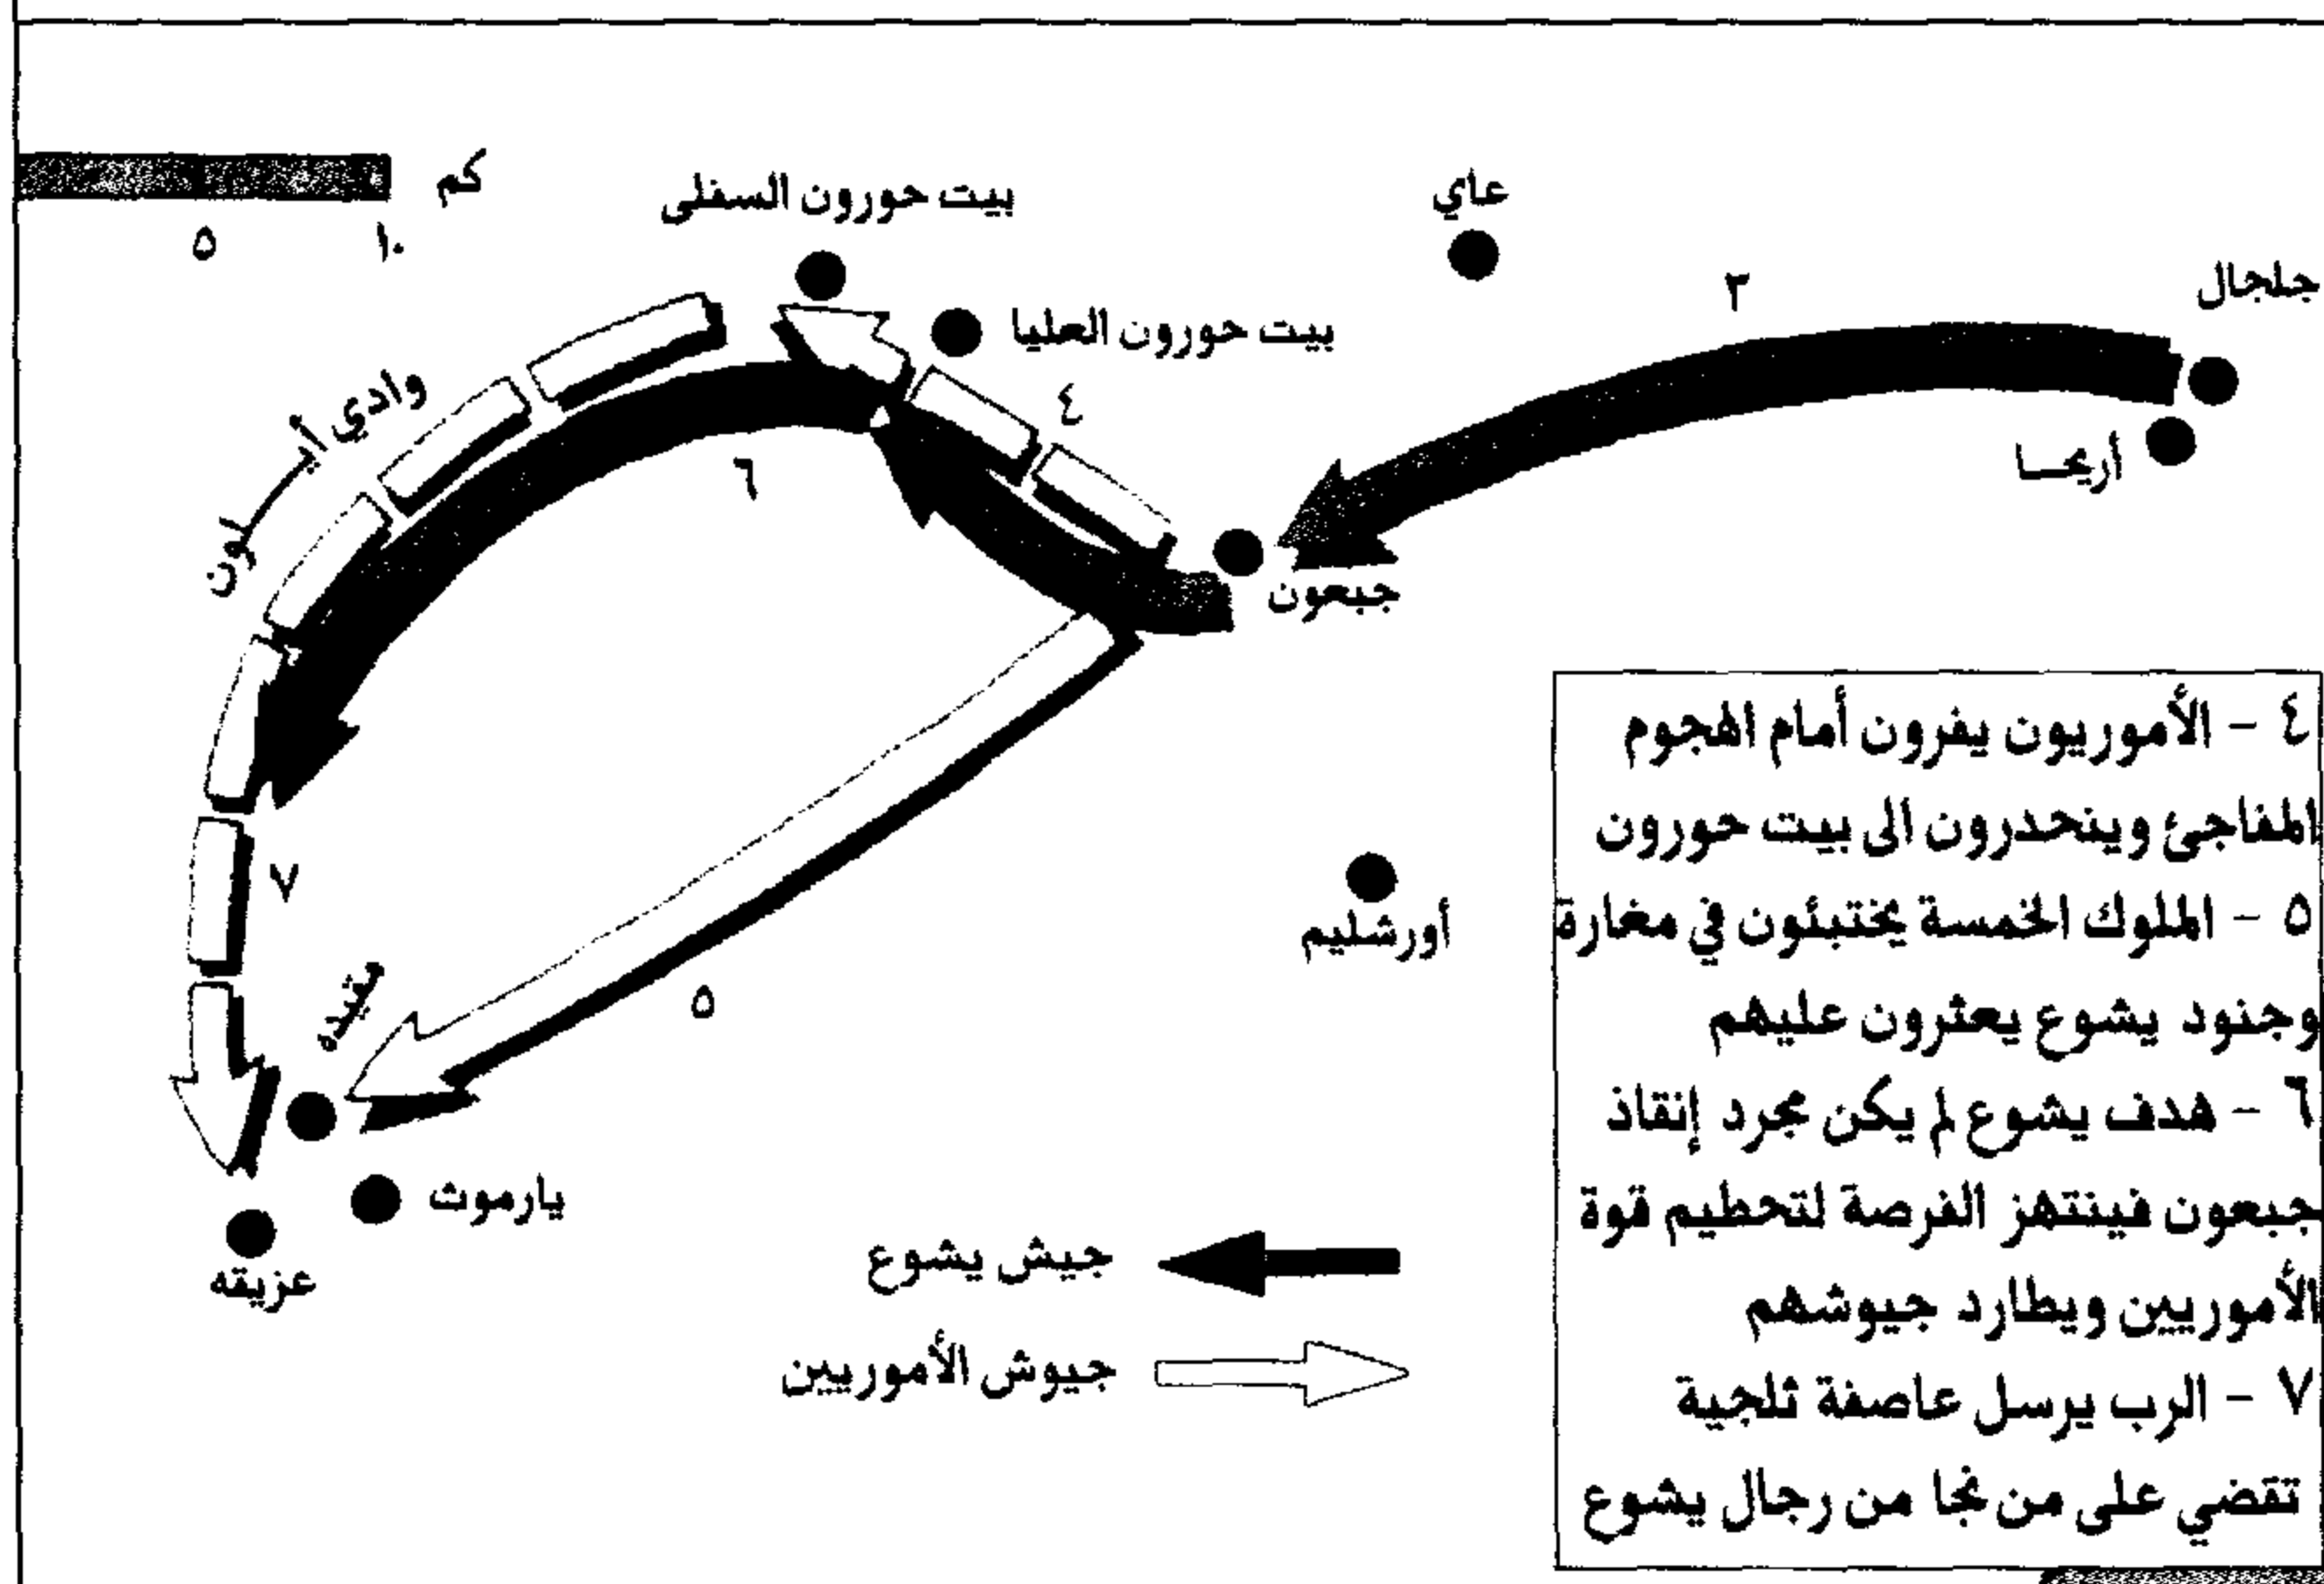 كم
٥
١٠
بيت حورون السفلى
عاي
٣
جلجال
بيت حورون العليا
٤
أريحا
وادي أيلون
٦
جبعون
٧
٥
أورشليم
مقيده
يارموث
عزيقه
جيش يشوع
جيوش الأموريين
٤ - الأموريون يفرون أمام الهجوم
المفاجئ وينحدرون الى بيت حورون
٥ - الملوك الخمسة يختبئون في مغارة
وجنود يشوع يعثرون عليهم
٦ - هدف يشوع لم يكن مجرد إنقاذ
جبعون فينتهز الفرصة لتحطيم قوة
الأموريين ويطارد جيوشهم
٧ - الرب يرسل عاصفة ثلجية
تقضي على من نجا من رجال يشوع